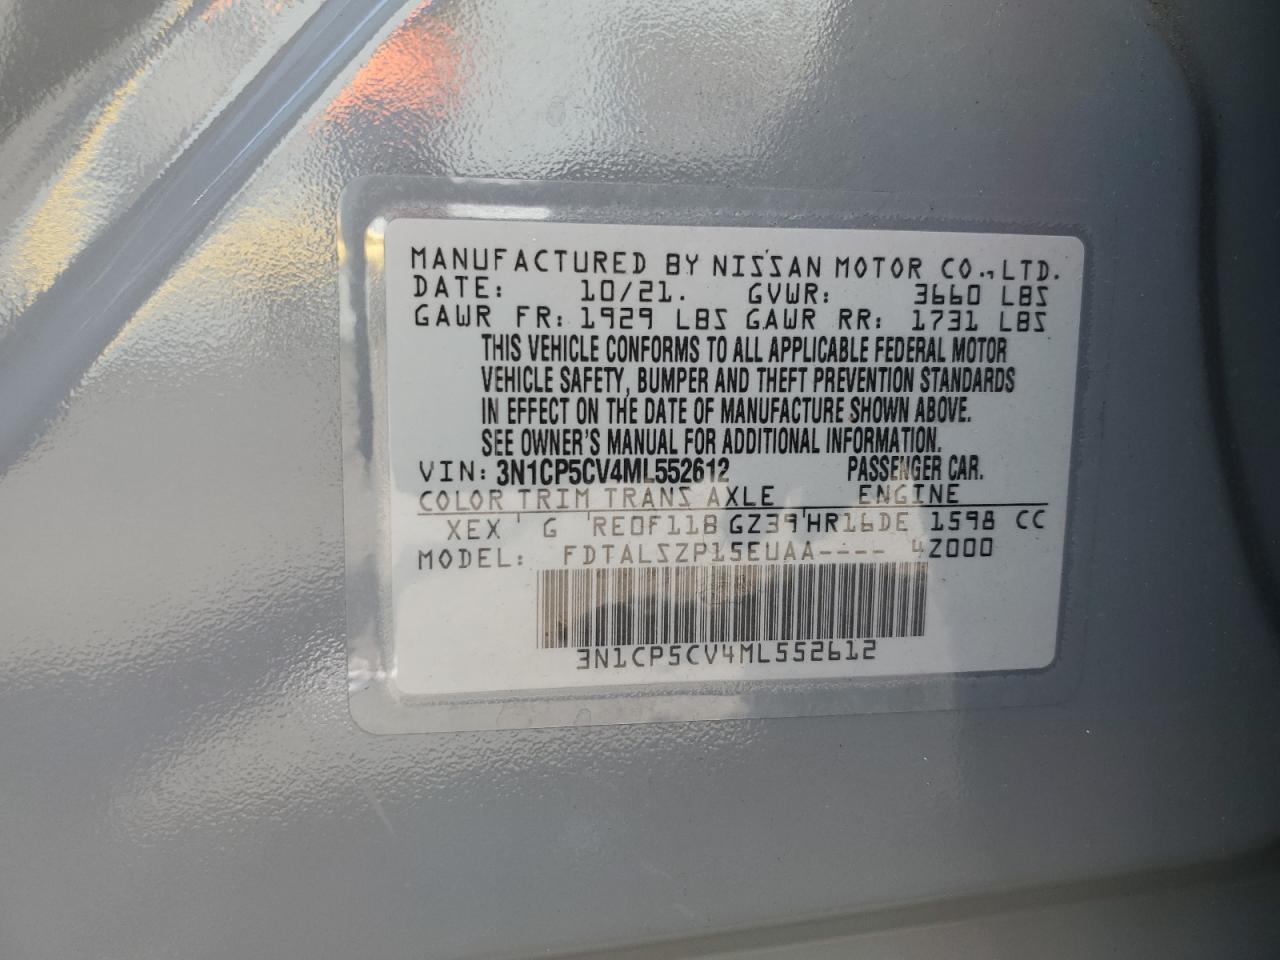 MANUFACTURED BY NISSAN MOTOR CO., LTD.
DATE: 10/21. GVWR: 3660 LBS
GAWR FR: 1929 LBS GAWR RR: 1731 LBS
THIS VEHICLE CONFORMS TO ALL APPLICABLE FEDERAL MOTOR
VEHICLE SAFETY, BUMPER AND THEFT PREVENTION STANDARDS
IN EFFECT ON THE DATE OF MANUFACTURE SHOWN ABOVE.
SEE OWNER'S MANUAL FOR ADDITIONAL INFORMATION.
VIN: 3N1CP5CV4ML552612 PASSENGER CAR.
COLOR TRIM TRANS AXLE ENGINE
XEX G RE0F11B GZ39 HR16DE 1598 CC
MODEL: FDTALSZP15EUAA---- 4Z000
3N1CP5CV4ML552612